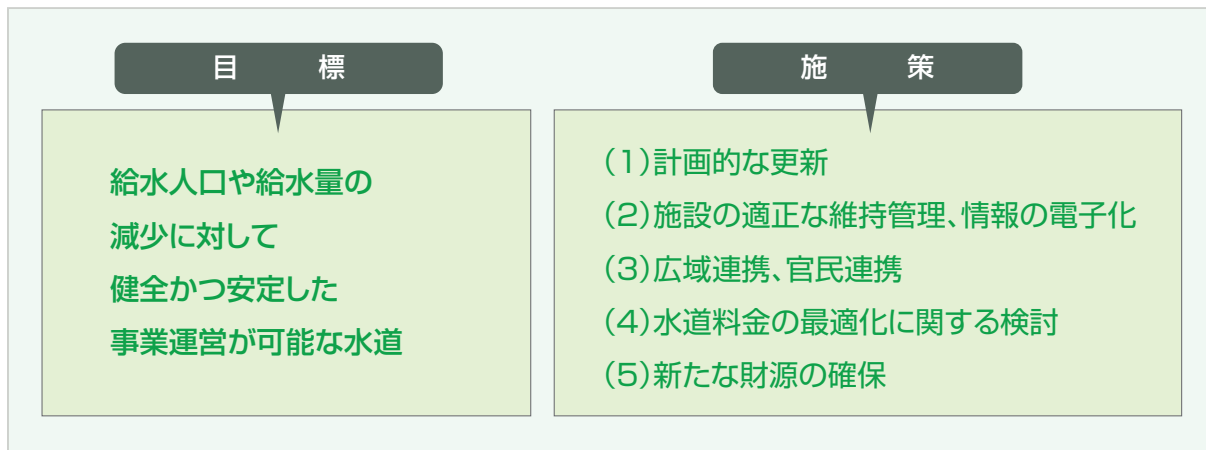 目標
給水人口や給水量の
減少に対して
健全かつ安定した
事業運営が可能な水道
施策
(1)計画的な更新
(2)施設の適正な維持管理、情報の電子化
(3)広域連携、官民連携
(4)水道料金の最適化に関する検討
(5)新たな財源の確保